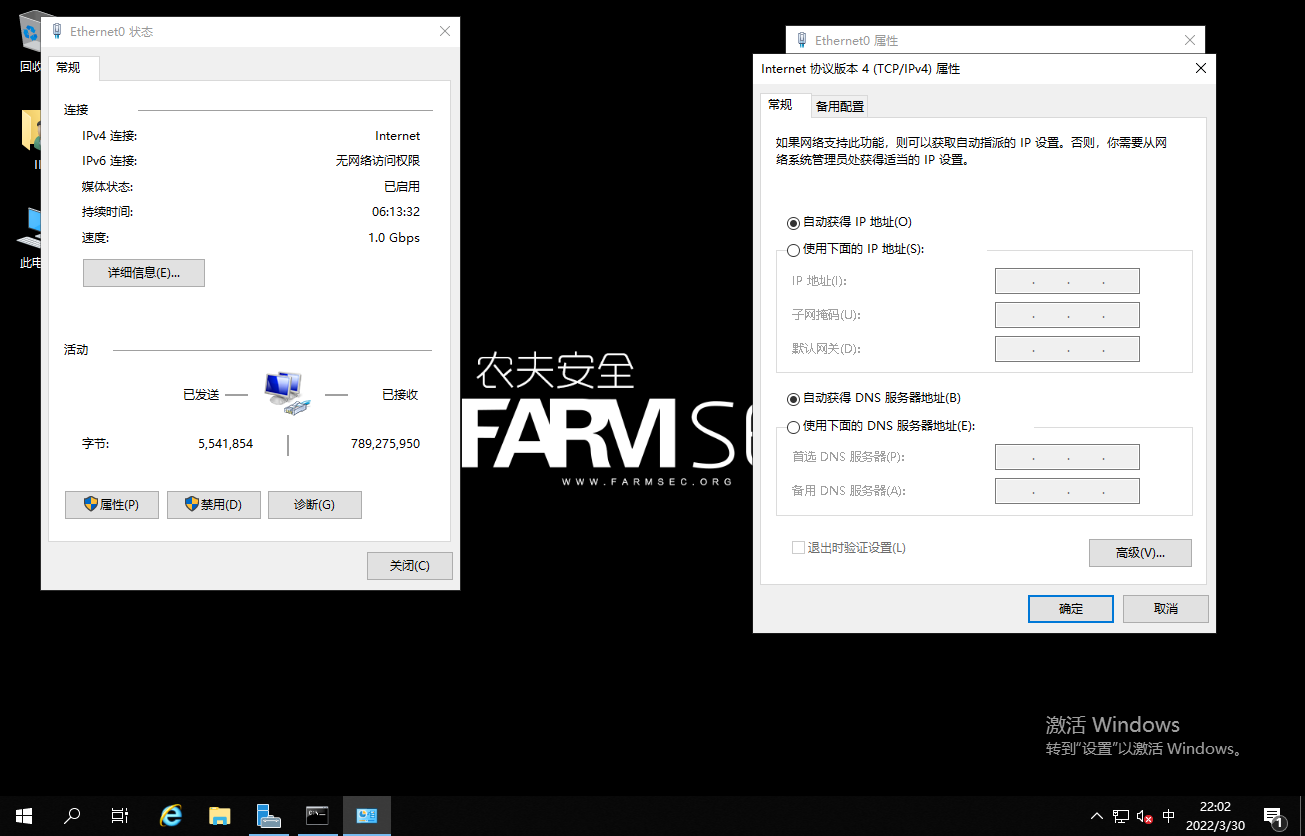 回收
此电
Ethernet0 状态
常规
连接
IPv4 连接: Internet
IPv6 连接: 无网络访问权限
媒体状态: 已启用
持续时间: 06:13:32
速度: 1.0 Gbps
详细信息(E)...
活动
已发送 已接收
字节: 5,541,854 789,275,950
属性(P) 禁用(D) 诊断(G)
关闭(C)
农夫安全
FARMSE
WWW.FARMSEC.ORG
Ethernet0 属性
Internet 协议版本 4 (TCP/IPv4) 属性
常规 备用配置
如果网络支持此功能，则可以获取自动指派的 IP 设置。否则，你需要从网
络系统管理员处获得适当的 IP 设置。
自动获得 IP 地址(O)
使用下面的 IP 地址(S):
IP 地址(I): . . .
子网掩码(U): . . .
默认网关(D): . . .
自动获得 DNS 服务器地址(B)
使用下面的 DNS 服务器地址(E):
首选 DNS 服务器(P): . . .
备用 DNS 服务器(A): . . .
退出时验证设置(L)
高级(V)...
确定 取消
激活 Windows
转到"设置"以激活 Windows。
中
22:02
2022/3/30
1